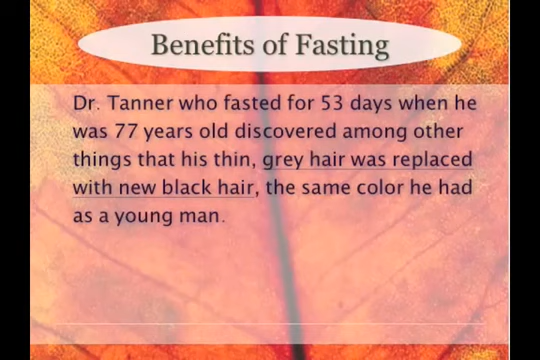 Benefits of Fasting
Dr. Tanner who fasted for 53 days when he
was 77 years old discovered among other
things that his thin, grey hair was replaced
with new black hair, the same color he had
as a young man.